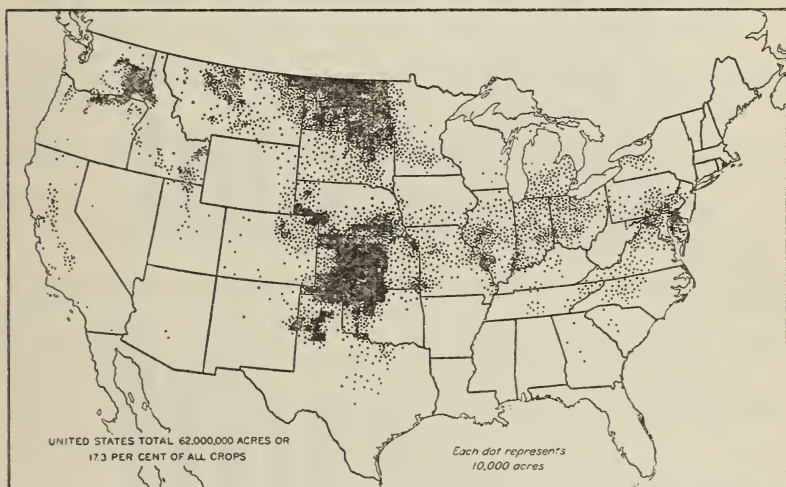 UNITED STATES TOTAL 62,000,000 ACRES OR
17.3 PER CENT OF ALL CROPS
Each dot represents
10,000 acres